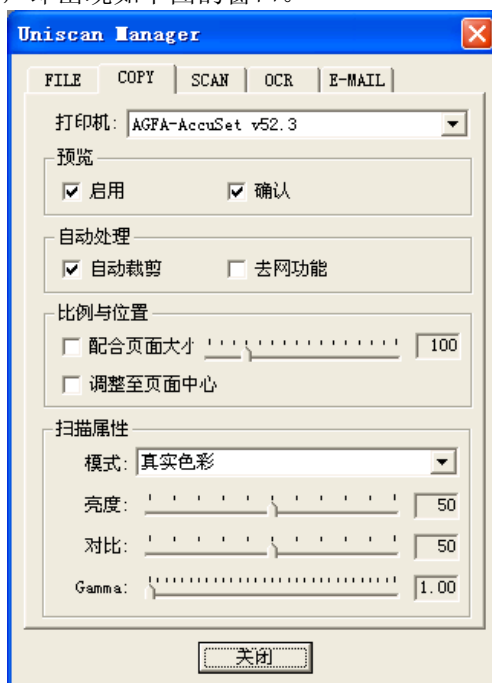 Uniscan Manager
FILE COPY SCAN OCR E-MAIL
打印机: AGFA-AccuSet v52.3
预览
启用 确认
自动处理
自动裁剪 去网功能
比例与位置
配合页面大小 100
调整至页面中心
扫描属性
模式: 真实色彩
亮度: 50
对比: 50
Gamma: 1.00
关闭